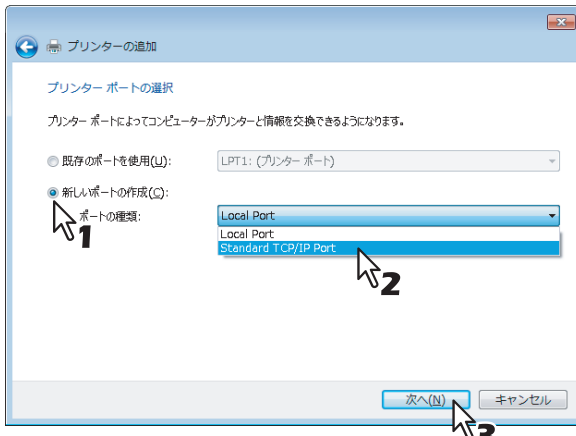 プリンターの追加
プリンター ポートの選択
プリンター ポートによってコンピューターがプリンターと情報を交換できるようになります。
既存のポートを使用(U):
LPT1: (プリンター ポート)
新しいポートの作成(C):
ポートの種類:
Local Port
1
Local Port
Standard TCP/IP Port
2
次へ(N)
キャンセル
3